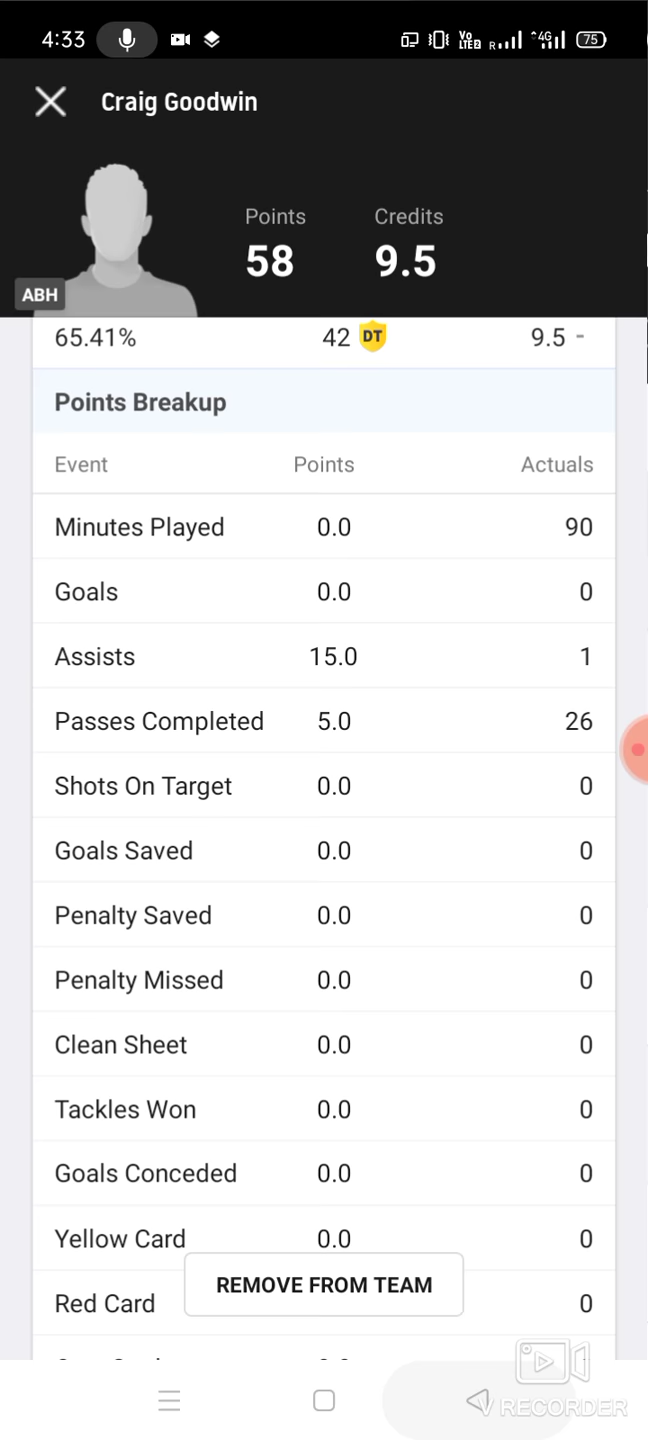 4:33 Vo LTE2 R 4G 75
Craig Goodwin
Points Credits
58 9.5
ABH
65.41% 42 DT 9.5 -
Points Breakup
Event Points Actuals
Minutes Played 0.0 90
Goals 0.0 0
Assists 15.0 1
Passes Completed 5.0 26
Shots On Target 0.0 0
Goals Saved 0.0 0
Penalty Saved 0.0 0
Penalty Missed 0.0 0
Clean Sheet 0.0 0
Tackles Won 0.0 0
Goals Conceded 0.0 0
Yellow Card 0.0 0
REMOVE FROM TEAM
Red Card 0
V RECORDER